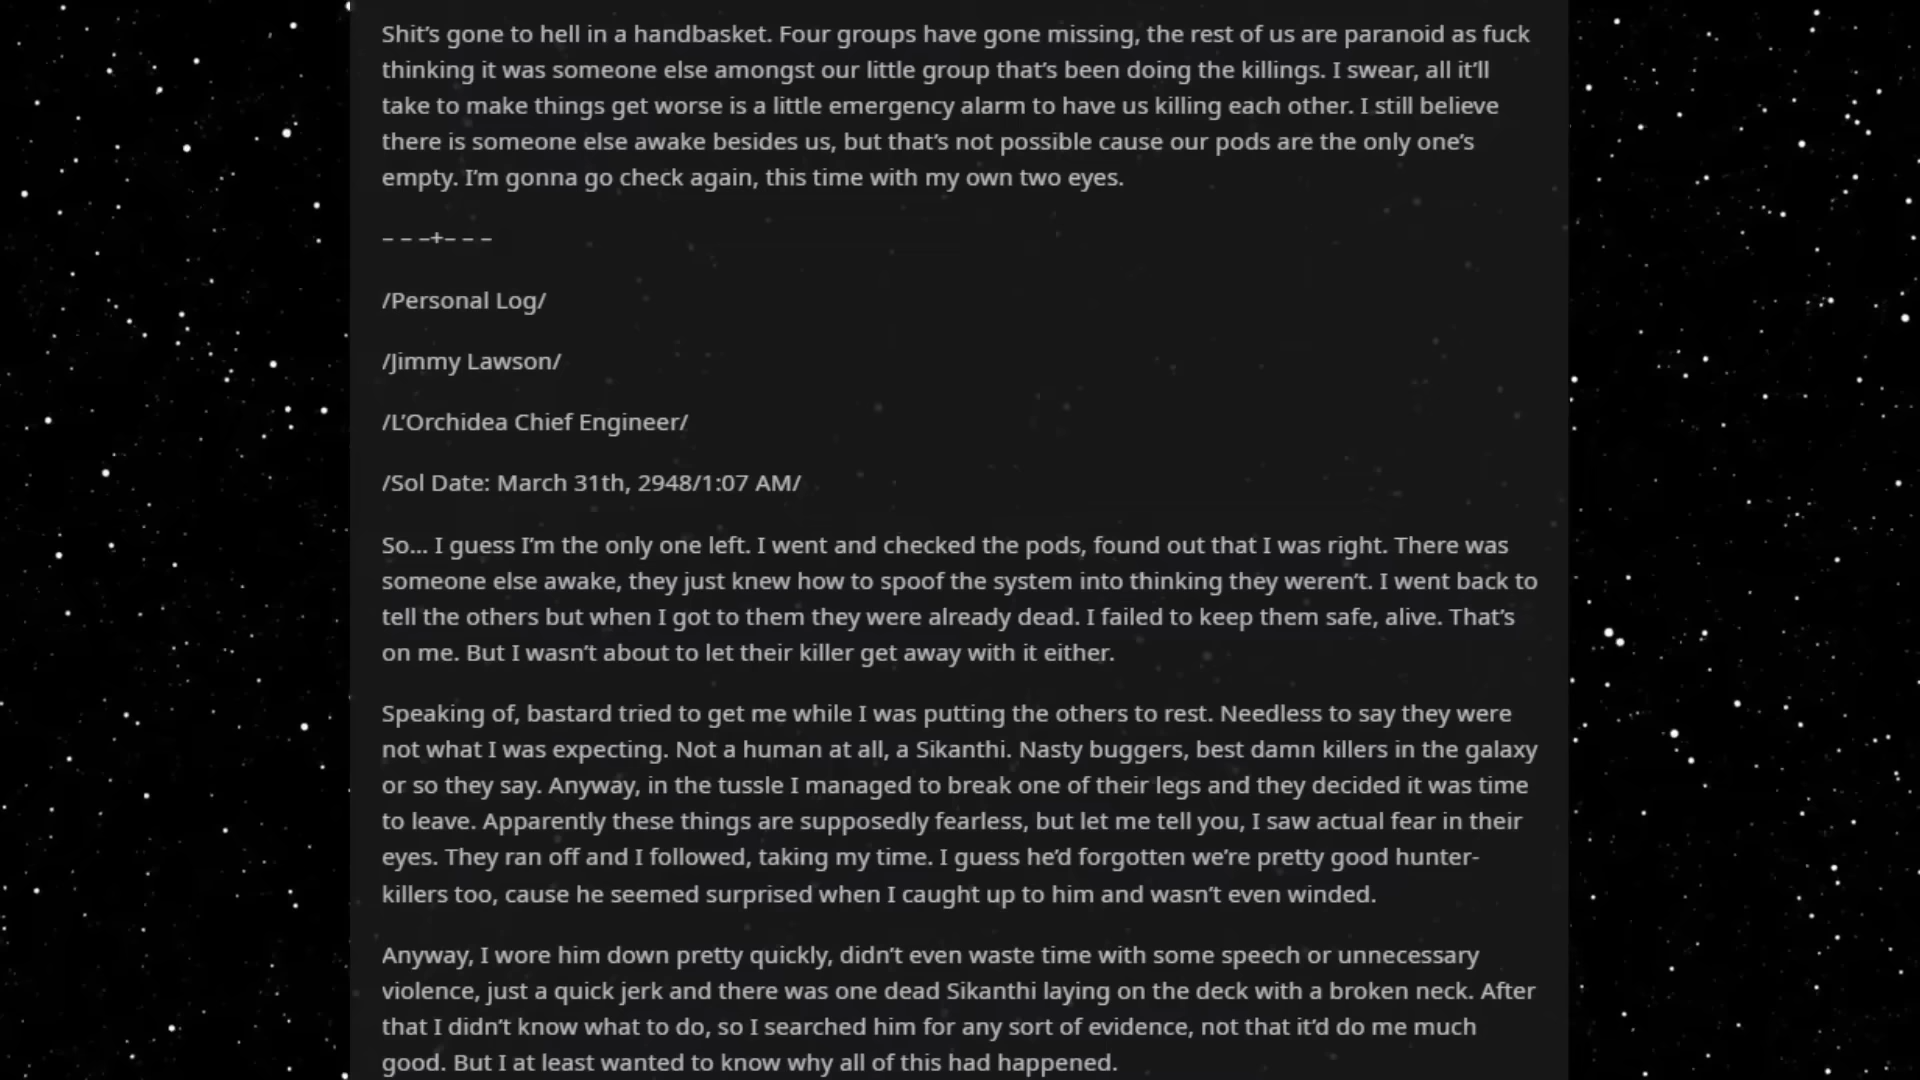 Shit’s gone to hell in a handbasket. Four groups have gone missing, the rest of us are paranoid as fuck
thinking it was someone else amongst our little group that’s been doing the killings. I swear, all it’ll
take to make things get worse is a little emergency alarm to have us killing each other. I still believe
there is someone else awake besides us, but that’s not possible cause our pods are the only one’s
empty. I’m gonna go check again, this time with my own two eyes.
– – –+– – –
/Personal Log/
/Jimmy Lawson/
/L’Orchidea Chief Engineer/
/Sol Date: March 31th, 2948/1:07 AM/
So… I guess I’m the only one left. I went and checked the pods, found out that I was right. There was
someone else awake, they just knew how to spoof the system into thinking they weren’t. I went back to
tell the others but when I got to them they were already dead. I failed to keep them safe, alive. That’s
on me. But I wasn’t about to let their killer get away with it either.
Speaking of, bastard tried to get me while I was putting the others to rest. Needless to say they were
not what I was expecting. Not a human at all, a Sikanthi. Nasty buggers, best damn killers in the galaxy
or so they say. Anyway, in the tussle I managed to break one of their legs and they decided it was time
to leave. Apparently these things are supposedly fearless, but let me tell you, I saw actual fear in their
eyes. They ran off and I followed, taking my time. I guess he’d forgotten we’re pretty good hunter-
killers too, cause he seemed surprised when I caught up to him and wasn’t even winded.
Anyway, I wore him down pretty quickly, didn’t even waste time with some speech or unnecessary
violence, just a quick jerk and there was one dead Sikanthi laying on the deck with a broken neck. After
that I didn’t know what to do, so I searched him for any sort of evidence, not that it’d do me much
good. But I at least wanted to know why all of this had happened.